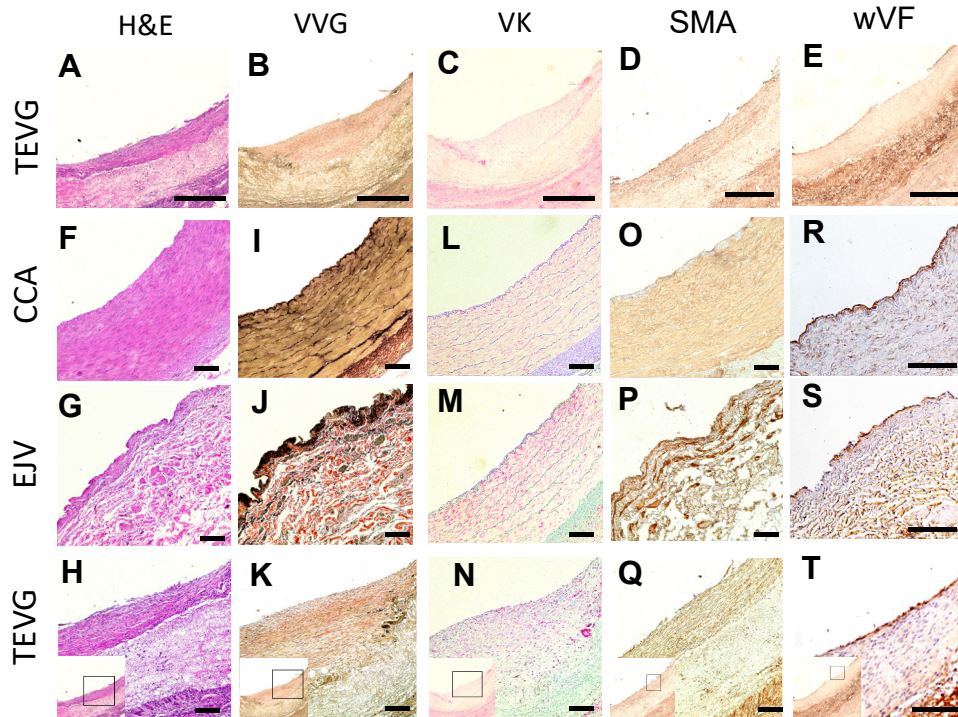 H&E VVG VK SMA wVF
TEVG A B C D E
CCA F I L O R
EJV G J M P S
TEVG H K N Q T